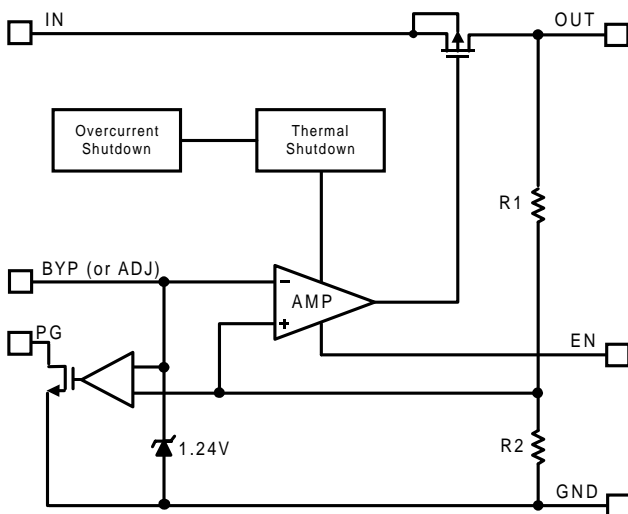 IN
OUT
Overcurrent
Shutdown
Thermal
Shutdown
R1
BYP (or ADJ)
−
AMP
+
PG
EN
1.24V
R2
GND